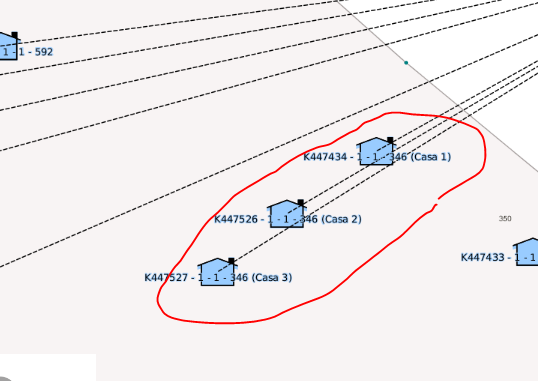 1 - 1 - 592
K447434 - 1 - 1 - 346 (Casa 1)
K447526 - 1 - 1 - 346 (Casa 2)
350
K447433 - 1 - 1
K447527 - 1 - 1 - 346 (Casa 3)